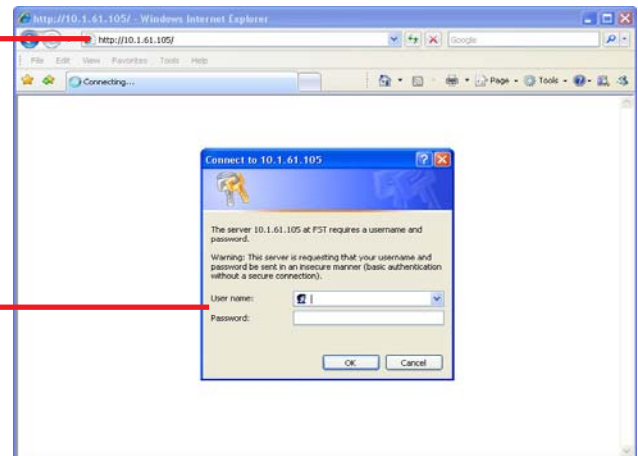 http://10.1.61.105/ - Windows Internet Explorer
http://10.1.61.105/
Google
File Edit View Favorites Tools Help
Connecting...
Page
Tools
Connect to 10.1.61.105
The server 10.1.61.105 at FST requires a username and
password.
Warning: This server is requesting that your username and
password be sent in an insecure manner (basic authentication
without a secure connection).
User name:
Password:
OK
Cancel